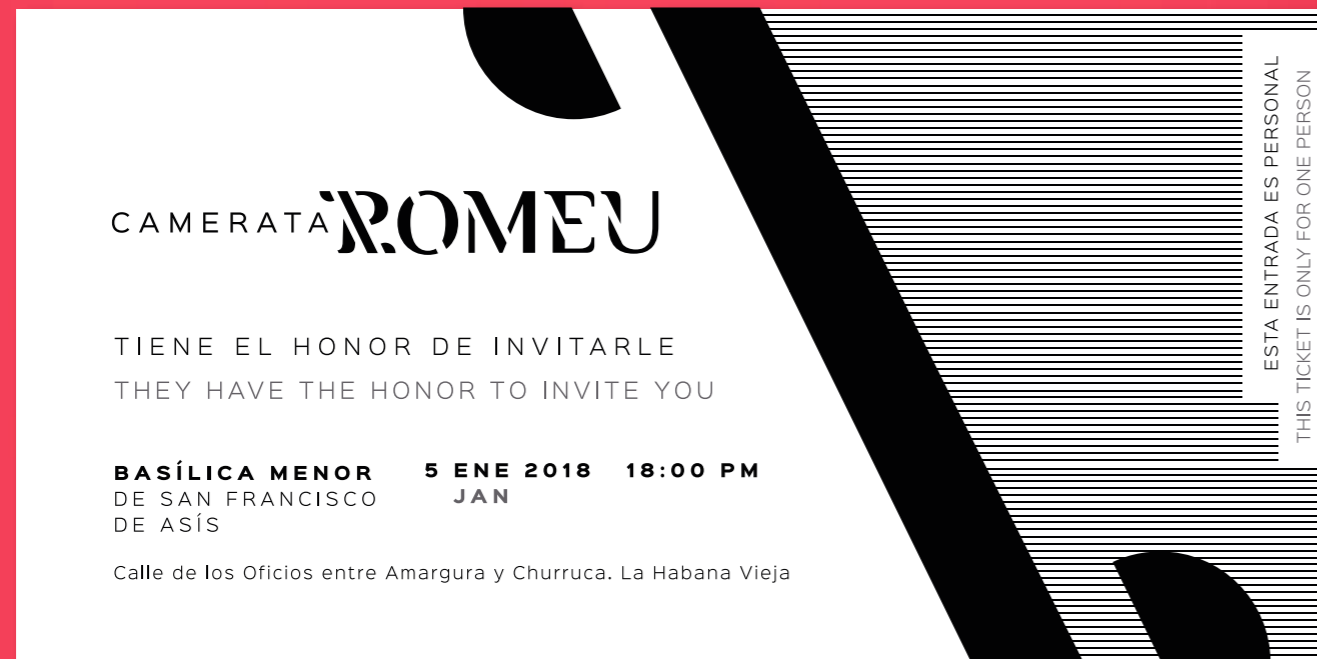 CAMERATA ROMEU
TIENE EL HONOR DE INVITARLE
THEY HAVE THE HONOR TO INVITE YOU
BASÍLICA MENOR
DE SAN FRANCISCO
DE ASÍS
5 ENE 2018 18:00 PM
JAN
Calle de los Oficios entre Amargura y Churruca. La Habana Vieja
ESTA ENTRADA ES PERSONAL
THIS TICKET IS ONLY FOR ONE PERSON